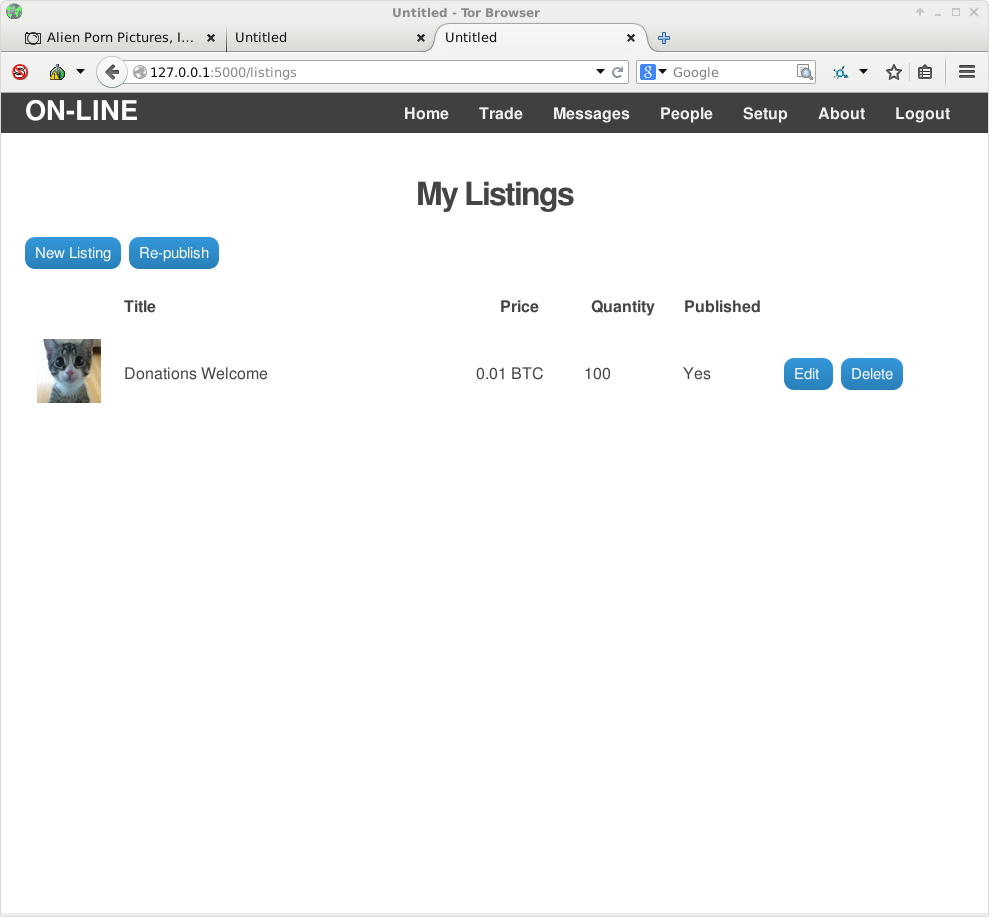 Untitled - Tor Browser
Alien Porn Pictures, I... Untitled Untitled
127.0.0.1:5000/listings Google
ON-LINE Home Trade Messages People Setup About Logout
My Listings
New Listing Re-publish
Title Price Quantity Published
Donations Welcome 0.01 BTC 100 Yes Edit Delete